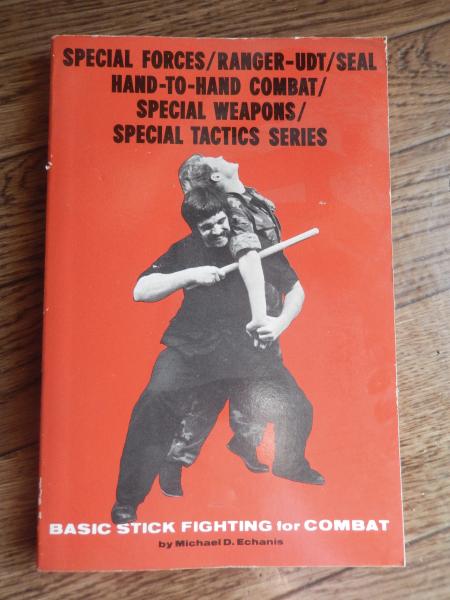 SPECIAL FORCES/RANGER-UDT/SEAL
HAND-TO-HAND COMBAT/
SPECIAL WEAPONS/
SPECIAL TACTICS SERIES
BASIC STICK FIGHTING for COMBAT
by Michael D. Echanis